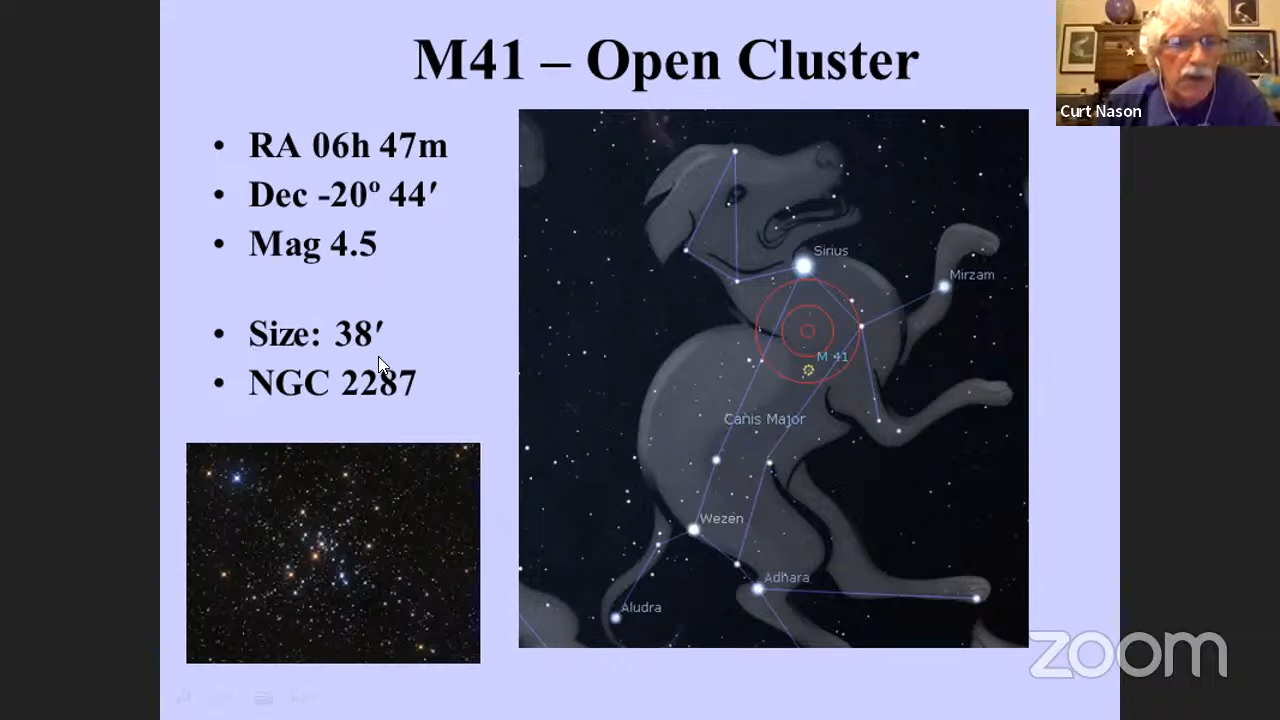 M41 – Open Cluster
Curt Nason
• RA 06h 47m
• Dec -20º 44′
• Mag 4.5
• Size: 38′
• NGC 2287
Sirius
Mirzam
M 41
Canis Major
Wezen
Adhara
Aludra
zoom